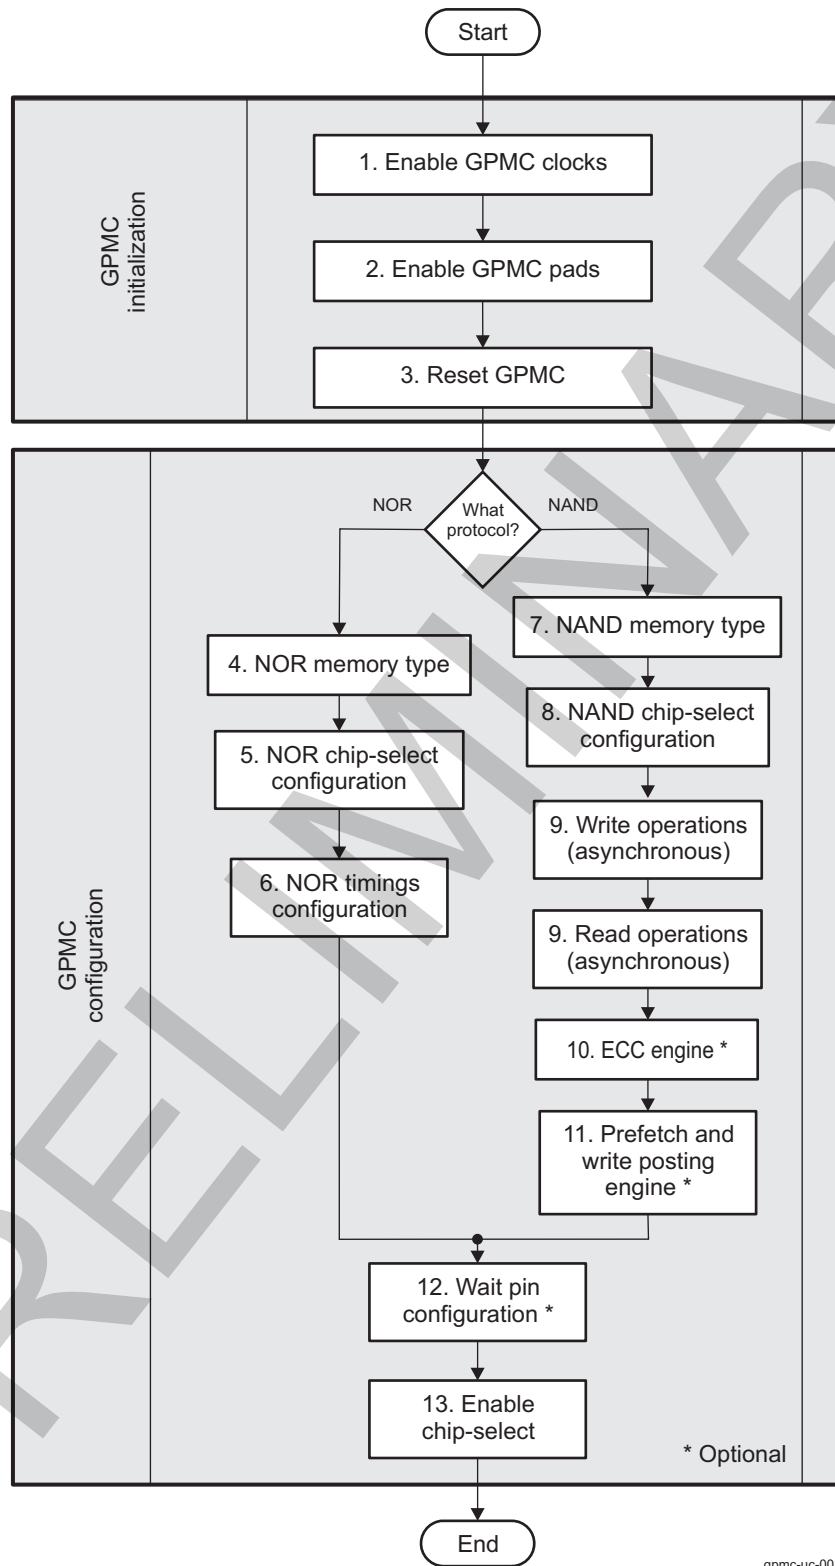 Start
GPMC
initialization
1. Enable GPMC clocks
2. Enable GPMC pads
3. Reset GPMC
GPMC
configuration
What
protocol?
NOR
NAND
4. NOR memory type
5. NOR chip-select
configuration
6. NOR timings
configuration
7. NAND memory type
8. NAND chip-select
configuration
9. Write operations
(asynchronous)
9. Read operations
(asynchronous)
10. ECC engine *
11. Prefetch and
write posting
engine *
12. Wait pin
configuration *
13. Enable
chip-select
* Optional
End